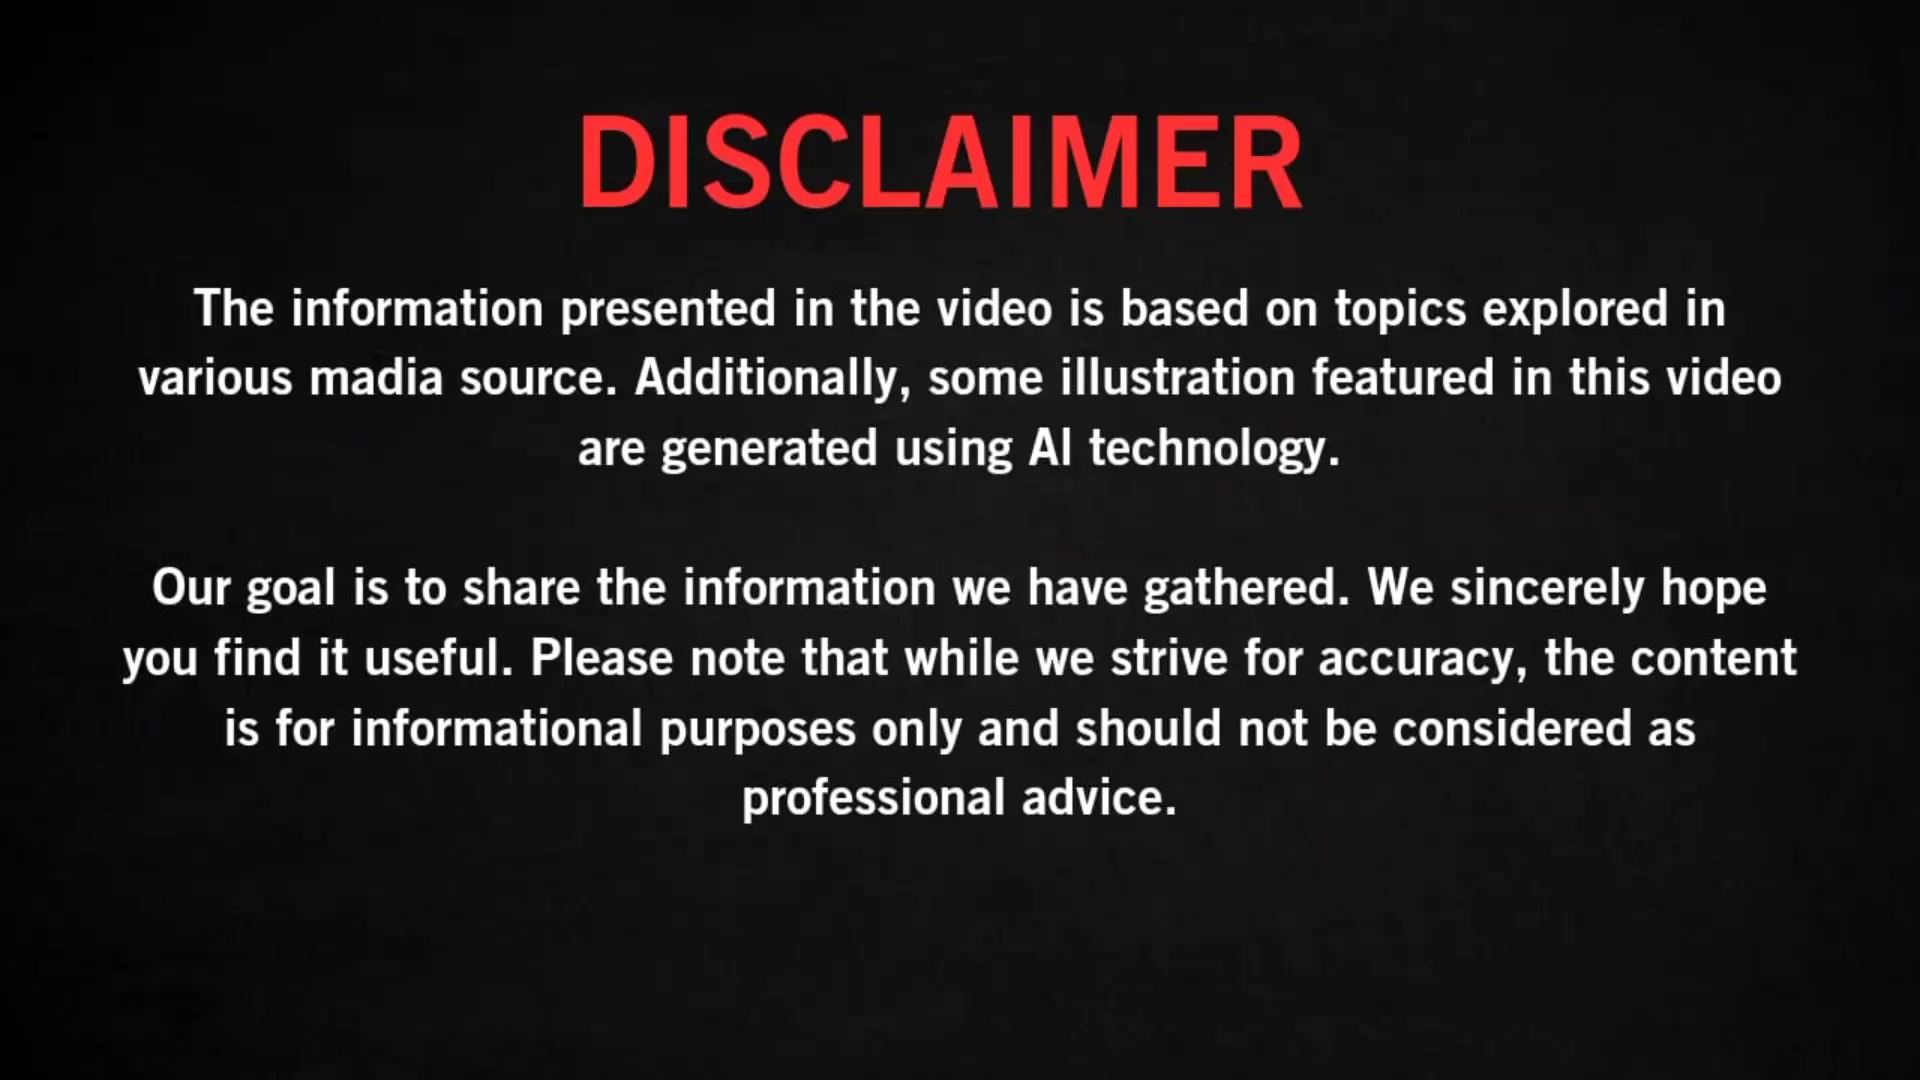 DISCLAIMER
The information presented in the video is based on topics explored in
various madia source. Additionally, some illustration featured in this video
are generated using AI technology.
Our goal is to share the information we have gathered. We sincerely hope
you find it useful. Please note that while we strive for accuracy, the content
is for informational purposes only and should not be considered as
professional advice.